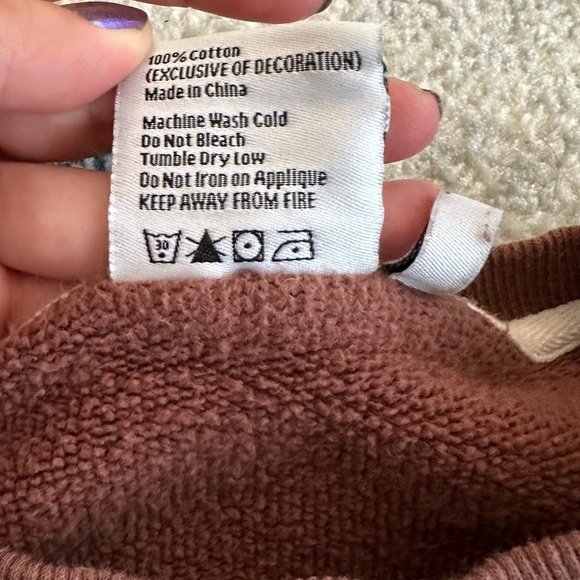 100% Cotton
(EXCLUSIVE OF DECORATION)
Made in China
Machine Wash Cold
Do Not Bleach
Tumble Dry Low
Do Not Iron on Applique
KEEP AWAY FROM FIRE
30